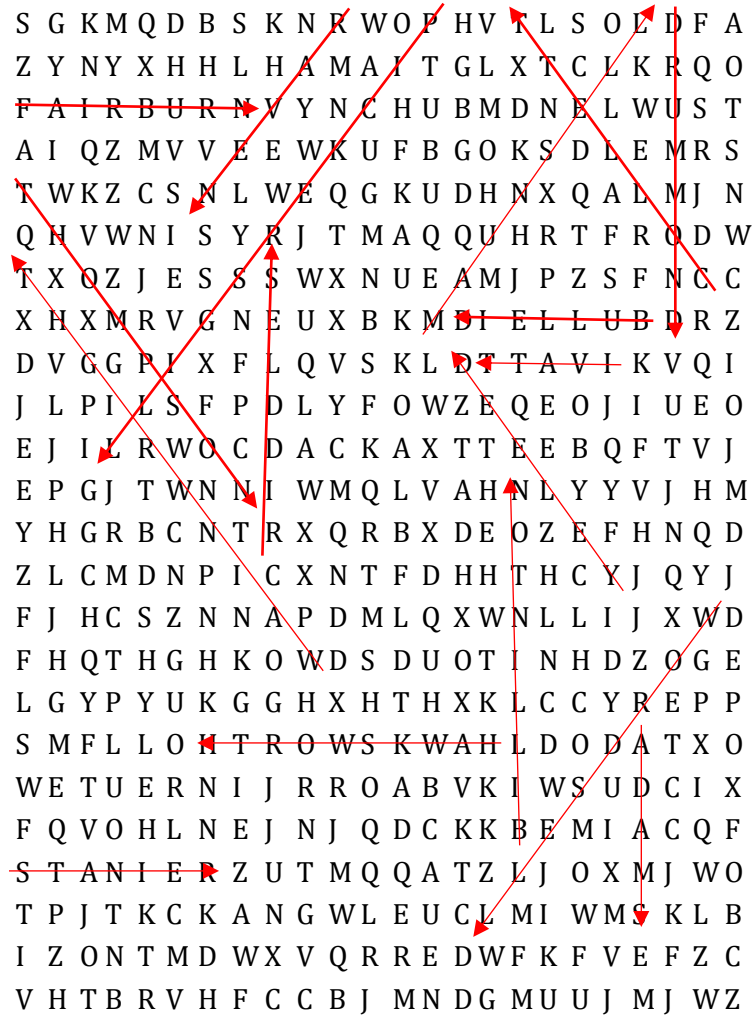 S G K M Q D B S K N R W O P H V T L S O L D F A
Z Y N Y X H H L H A M A I T G L X T C L K R Q O
F A I R B U R N V Y N C H U B M D N E L W U S T
A I Q Z M V V E E W K U F B G O K S D L E M R S
T W K Z C S N L W E Q G K U D H N X Q A L M J N
Q H V W N I S Y R J T M A Q Q U H R T F R O D W
T X O Z J E S S S W X N U E A M J P Z S F N C C
X H X M R V G N E U X B K M D I E L L U B D R Z
D V G G P I X F L Q V S K L D T T A V I K V Q I
J L P I L S F P D L Y F O W Z E Q E O J I U E O
E J I L R W O C D A C K A X T T E E B Q F T V J
E P G J T W N N I W M Q L V A H N L Y Y V J H M
Y H G R B C N T R X Q R B X D E O Z E F H N Q D
Z L C M D N P I C X N T F D H H T H C Y J Q Y J
F J H C S Z N N A P D M L Q X W N L L I J X W D
F H Q T H G H K O W D S D U O T I N H D Z O G E
L G Y P Y U K G G H X H T H X K L C C Y R E P P
S M F L L O H T R O W S K W A H L D O D A T X O
W E T U E R N I J R R O A B V K I W S U D C I X
F Q V O H L N E J N J Q D C K K B E M I A C Q F
S T A N I E R Z U T M Q Q A T Z L J O X M J W O
T P J T K C K A N G W L E U C L M I W M S K L B
I Z O N T M D W X V Q R R E D W F K F V E F Z C
V H T B R V H F C C B J M N D G M U U J M J W Z